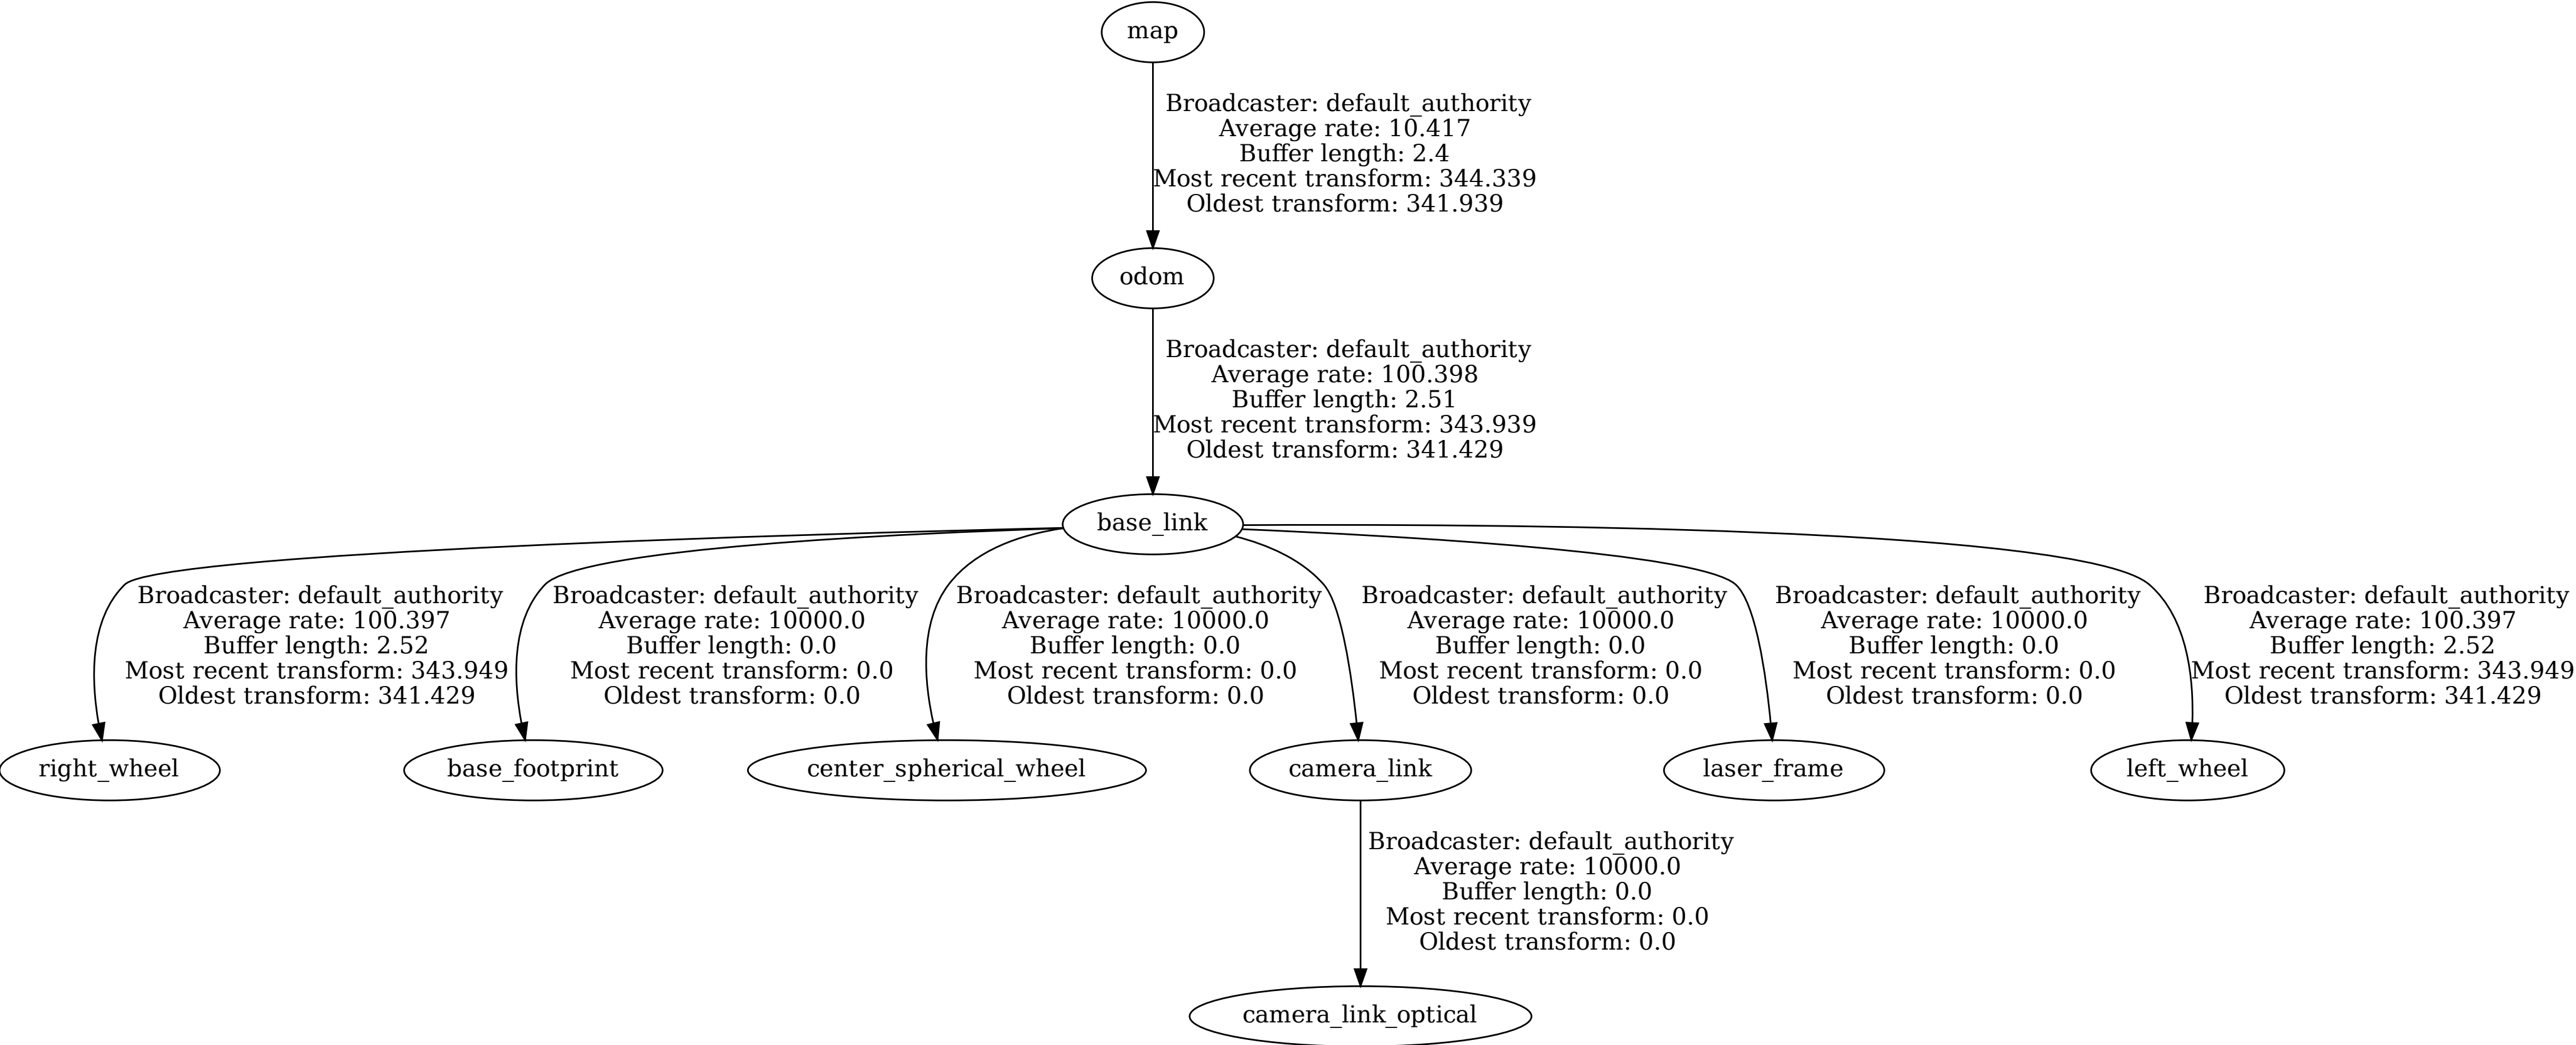 map
Broadcaster: default_authority
Average rate: 10.417
Buffer length: 2.4
Most recent transform: 344.339
Oldest transform: 341.939
odom
Broadcaster: default_authority
Average rate: 100.398
Buffer length: 2.51
Most recent transform: 343.939
Oldest transform: 341.429
base_link
Broadcaster: default_authority
Average rate: 100.397
Buffer length: 2.52
Most recent transform: 343.949
Oldest transform: 341.429
Broadcaster: default_authority
Average rate: 10000.0
Buffer length: 0.0
Most recent transform: 0.0
Oldest transform: 0.0
Broadcaster: default_authority
Average rate: 10000.0
Buffer length: 0.0
Most recent transform: 0.0
Oldest transform: 0.0
Broadcaster: default_authority
Average rate: 10000.0
Buffer length: 0.0
Most recent transform: 0.0
Oldest transform: 0.0
Broadcaster: default_authority
Average rate: 10000.0
Buffer length: 0.0
Most recent transform: 0.0
Oldest transform: 0.0
Broadcaster: default_authority
Average rate: 100.397
Buffer length: 2.52
Most recent transform: 343.949
Oldest transform: 341.429
right_wheel
base_footprint
center_spherical_wheel
camera_link
laser_frame
left_wheel
Broadcaster: default_authority
Average rate: 10000.0
Buffer length: 0.0
Most recent transform: 0.0
Oldest transform: 0.0
camera_link_optical